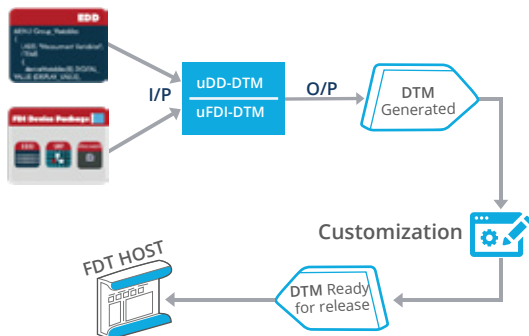 EDD
I/P
uDD-DTM
uFDI-DTM
O/P
DTM
Generated
FDI Device Package
Customization
FDT HOST
DTM Ready
for release